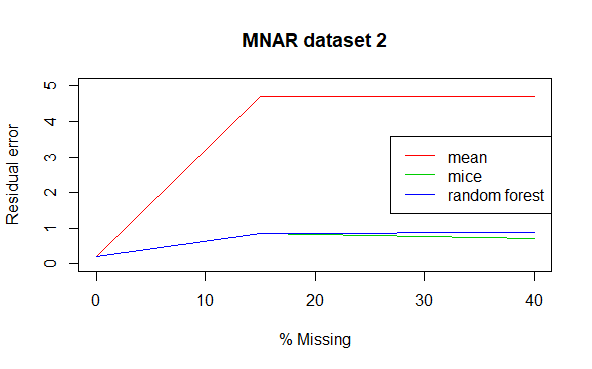 MNAR dataset 2
Residual error
5
4
3
2
1
0
mean
mice
random forest
0 10 20 30 40
% Missing